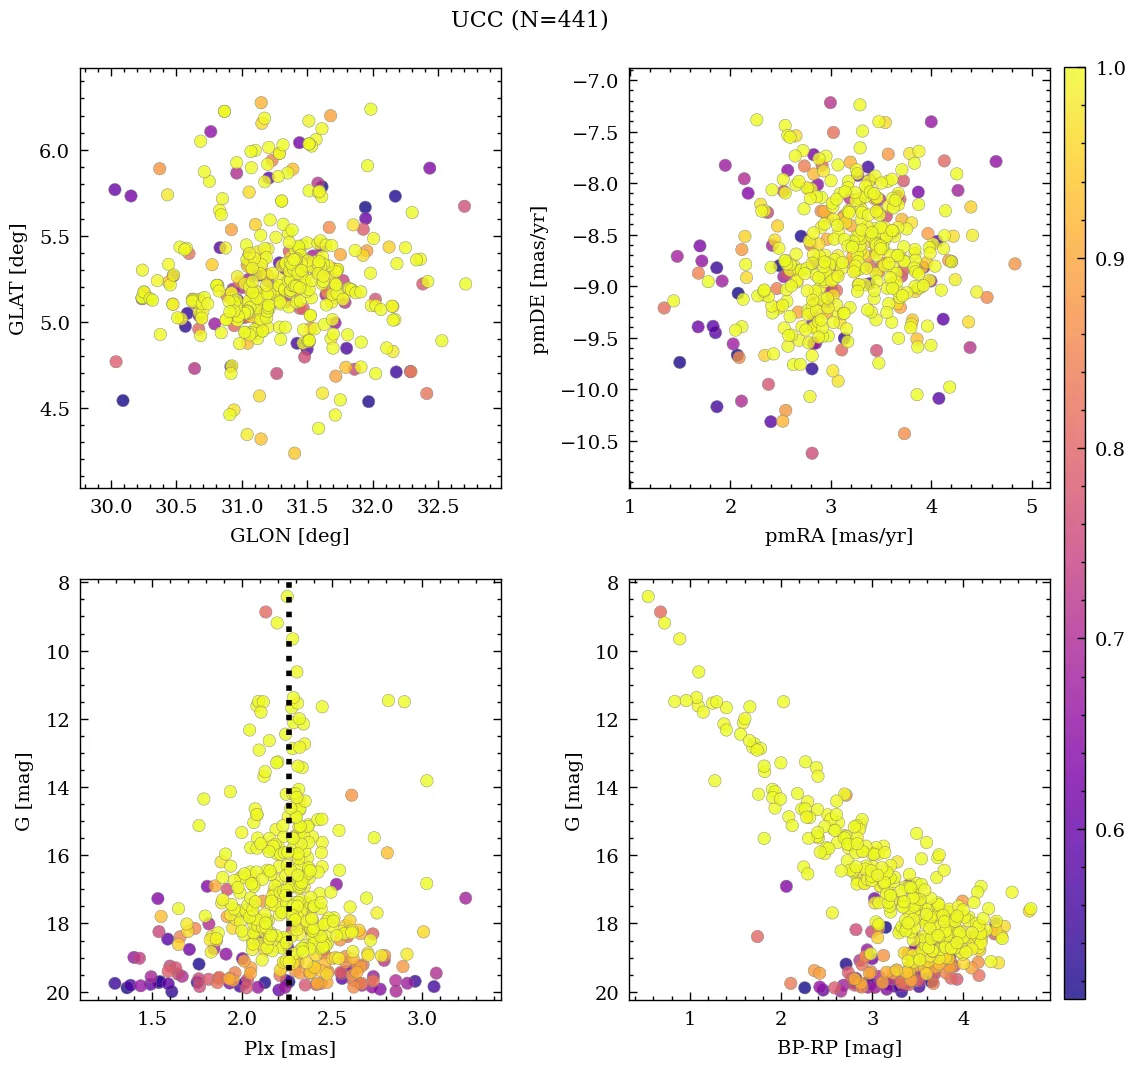 UCC (N=441)
6.0
5.5
5.0
4.5
GLAT [deg]
30.0 30.5 31.0 31.5 32.0 32.5
GLON [deg]
−7.0
−7.5
−8.0
−8.5
−9.0
−9.5
−10.0
−10.5
pmDE [mas/yr]
1 2 3 4 5
pmRA [mas/yr]
8
10
12
14
16
18
20
G [mag]
1.5 2.0 2.5 3.0
Plx [mas]
8
10
12
14
16
18
20
G [mag]
1 2 3 4
BP-RP [mag]
1.0
0.9
0.8
0.7
0.6